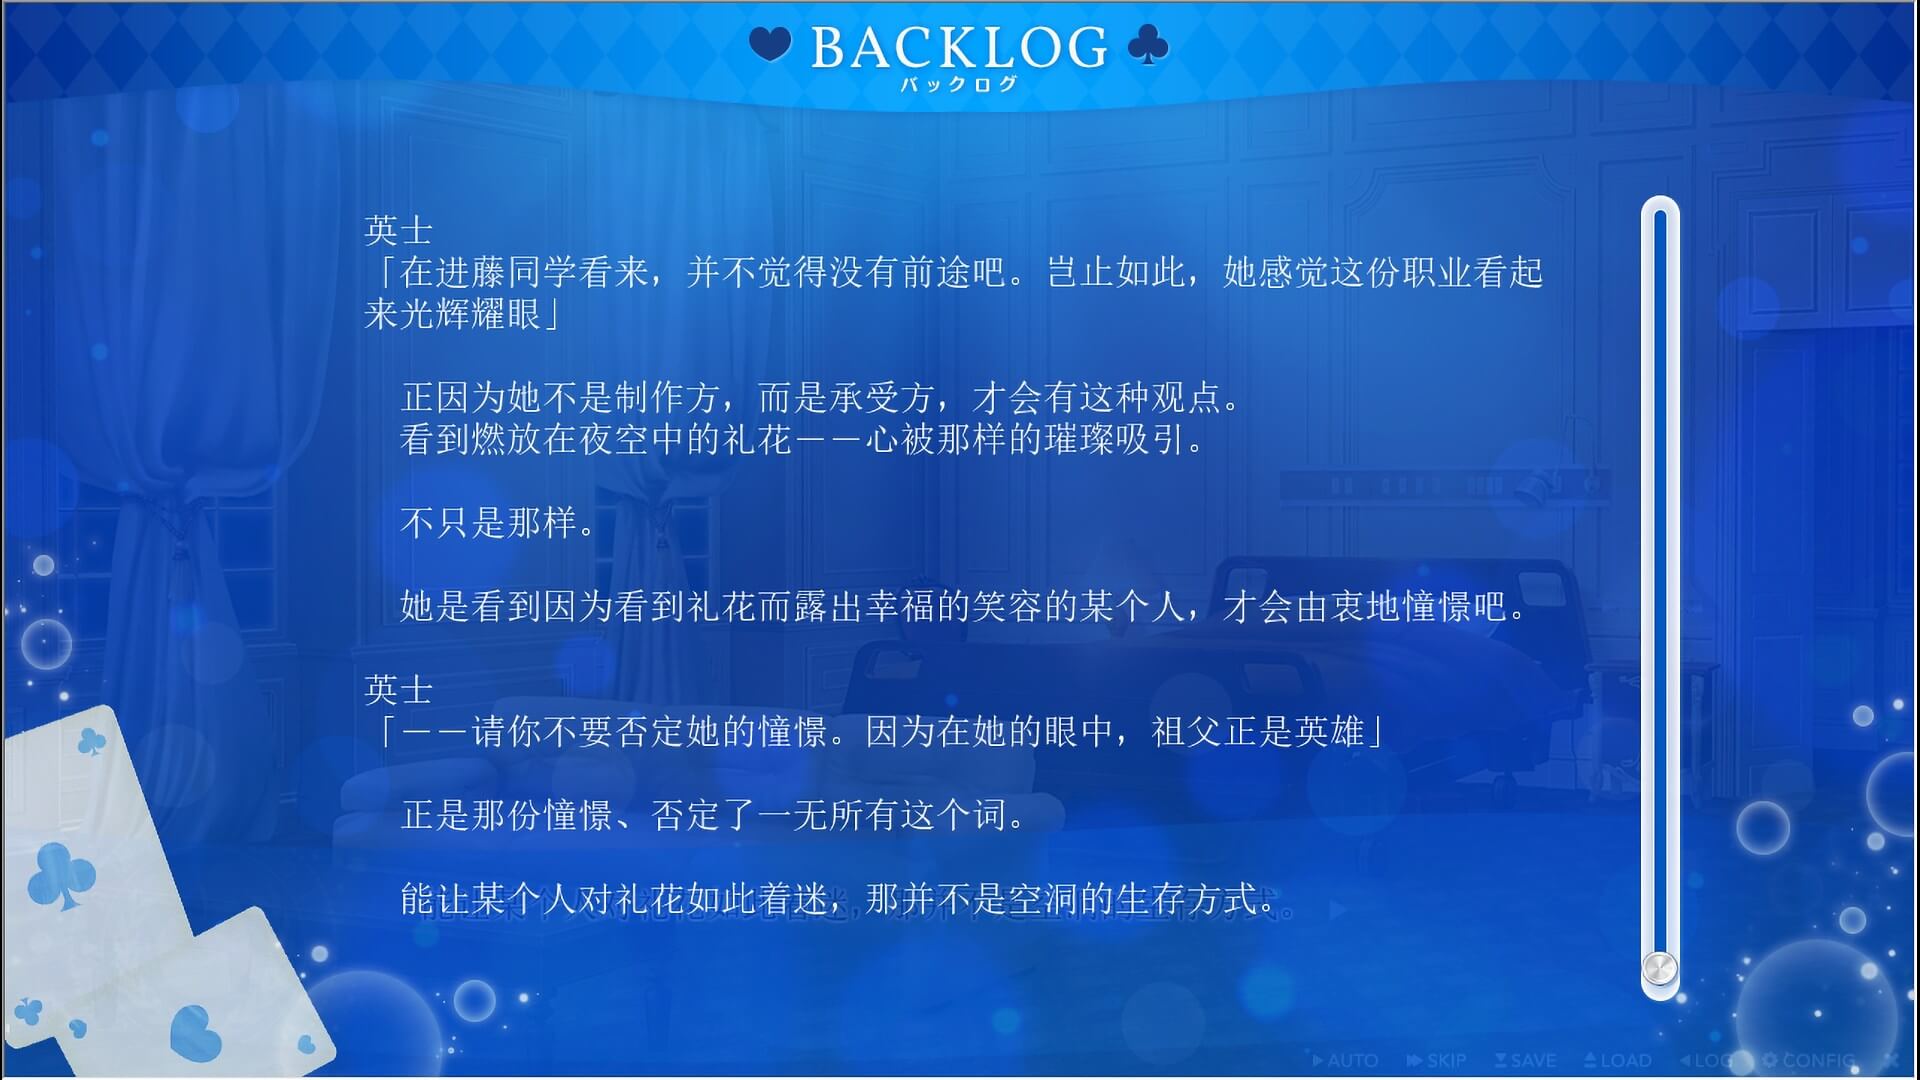 BACKLOG
バックログ
英士
「在进藤同学看来，并不觉得没有前途吧。岂止如此，她感觉这份职业看起
来光辉耀眼」
正因为她不是制作方，而是承受方，才会有这种观点。
看到燃放在夜空中的礼花－－心被那样的璀璨吸引。
不只是那样。
她是看到因为看到礼花而露出幸福的笑容的某个人，才会由衷地憧憬吧。
英士
「－－请你不要否定她的憧憬。因为在她的眼中，祖父正是英雄」
正是那份憧憬、否定了一无所有这个词。
能让某个人对礼花如此着迷，那并不是空洞的生存方式。
AUTO SKIP SAVE LOAD LOG CONFIG